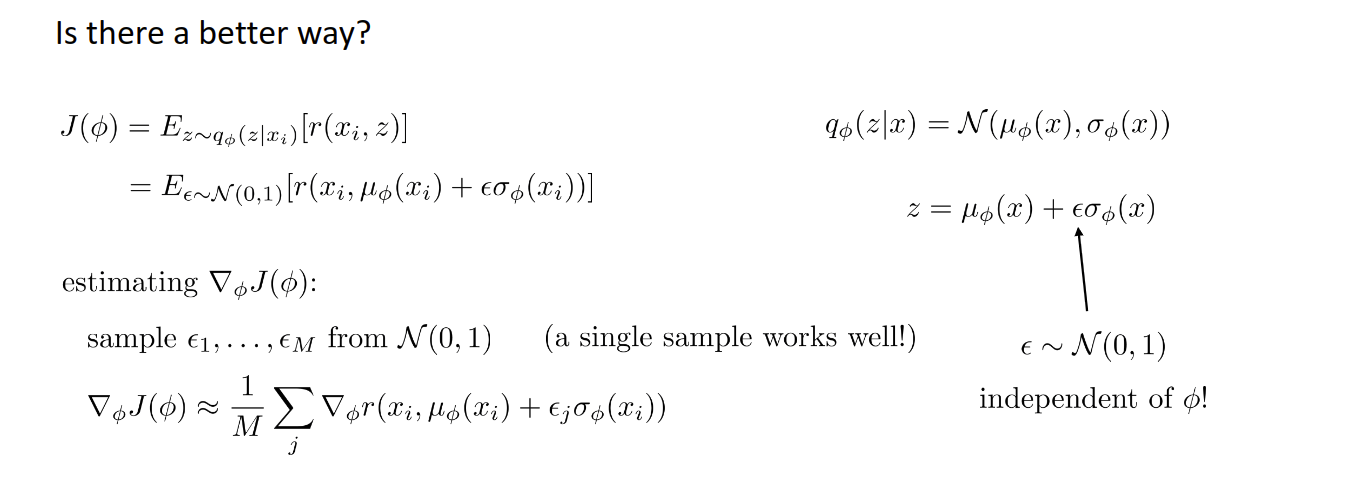 Is there a better way?
J(ϕ) = E_{z∼q_ϕ(z|x_i)}[r(x_i, z)]
= E_{ϵ∼𝒩(0,1)}[r(x_i, μ_ϕ(x_i) + ϵσ_ϕ(x_i))]
estimating ∇_ϕJ(ϕ):
sample ϵ_1, . . . , ϵ_M from 𝒩(0, 1) (a single sample works well!)
∇_ϕJ(ϕ) ≈ \frac{1}{M} ∑_j ∇_ϕr(x_i, μ_ϕ(x_i) + ϵ_jσ_ϕ(x_i))
q_ϕ(z|x) = 𝒩(μ_ϕ(x), σ_ϕ(x))
z = μ_ϕ(x) + ϵσ_ϕ(x)
ϵ ∼ 𝒩(0, 1)
independent of ϕ!